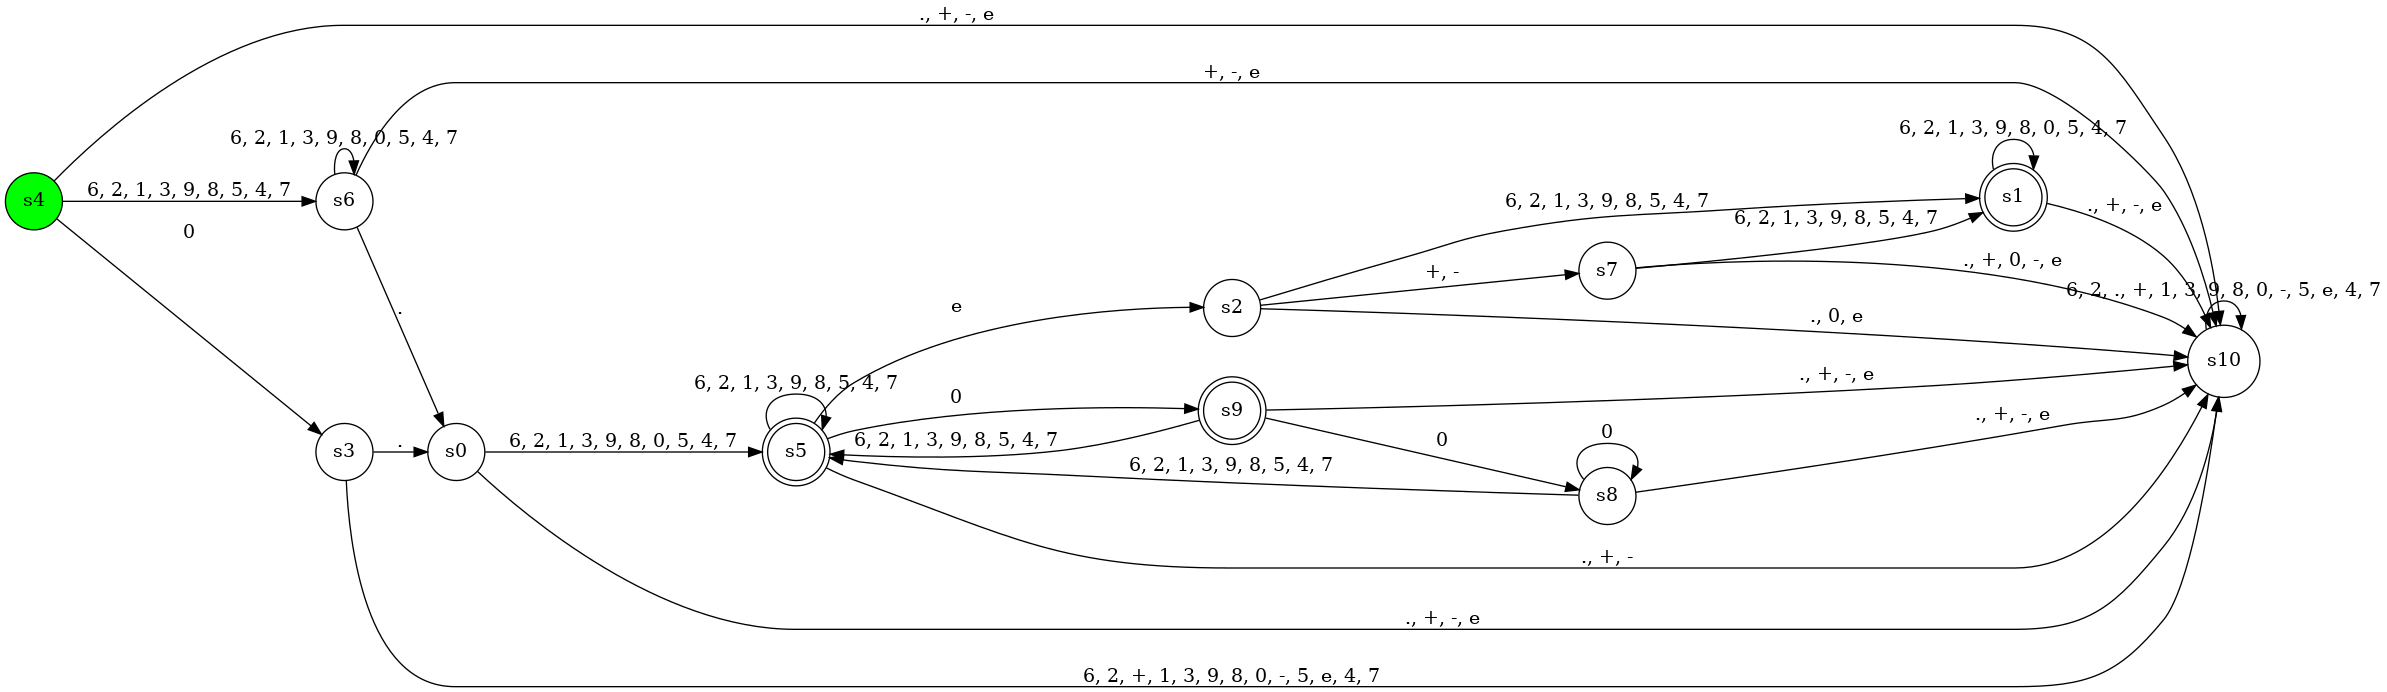 ., +, -, e
+, -, e
6, 2, 1, 3, 9, 8, 0, 5, 4, 7
6, 2, 1, 3, 9, 8, 0, 5, 4, 7
s4
6, 2, 1, 3, 9, 8, 5, 4, 7
s6
6, 2, 1, 3, 9, 8, 5, 4, 7
s1
., +, -, e
0
6, 2, 1, 3, 9, 8, 5, 4, 7
+, -
s7
., +, 0, -, e
6, 2, ., +, 1, 3, 9, 8, 0, -, 5, e, 4, 7
.
e
s2
., 0, e
s10
6, 2, 1, 3, 9, 8, 5, 4, 7
0
s9
., +, -, e
s3
.
s0
6, 2, 1, 3, 9, 8, 0, 5, 4, 7
s5
6, 2, 1, 3, 9, 8, 5, 4, 7
0
0
., +, -, e
6, 2, 1, 3, 9, 8, 5, 4, 7
s8
., +, -
., +, -, e
6, 2, +, 1, 3, 9, 8, 0, -, 5, e, 4, 7